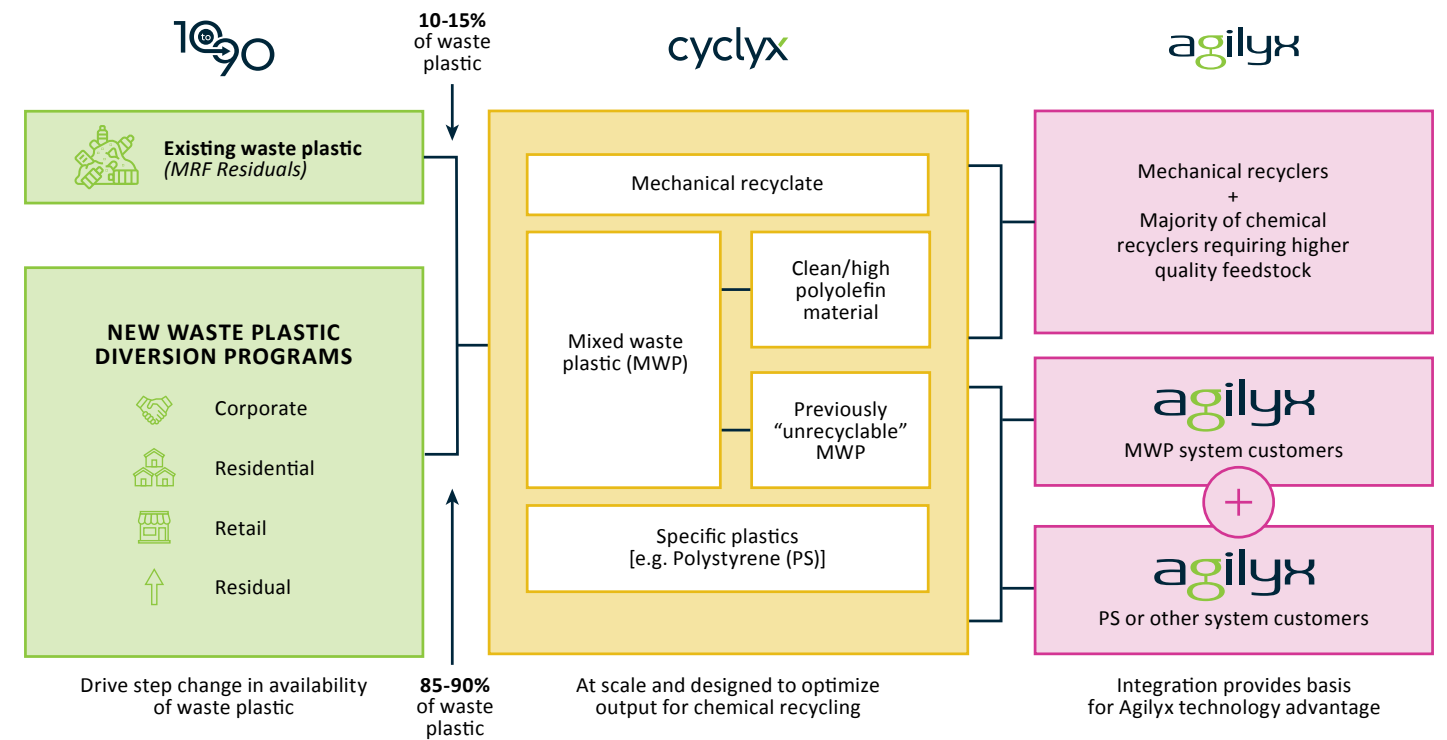 10to90
10-15%
of waste
plastic
cyclyx
agilyx
Existing waste plastic
(MRF Residuals)
NEW WASTE PLASTIC
DIVERSION PROGRAMS
Corporate
Residential
Retail
Residual
Drive step change in availability
of waste plastic
85-90%
of waste
plastic
Mechanical recyclate
Mixed waste
plastic (MWP)
Clean/high
polyolefin
material
Previously
“unrecyclable”
MWP
Specific plastics
[e.g. Polystyrene (PS)]
At scale and designed to optimize
output for chemical recycling
Mechanical recyclers
+
Majority of chemical
recyclers requiring higher
quality feedstock
agilyx
MWP system customers
+
agilyx
PS or other system customers
Integration provides basis
for Agilyx technology advantage